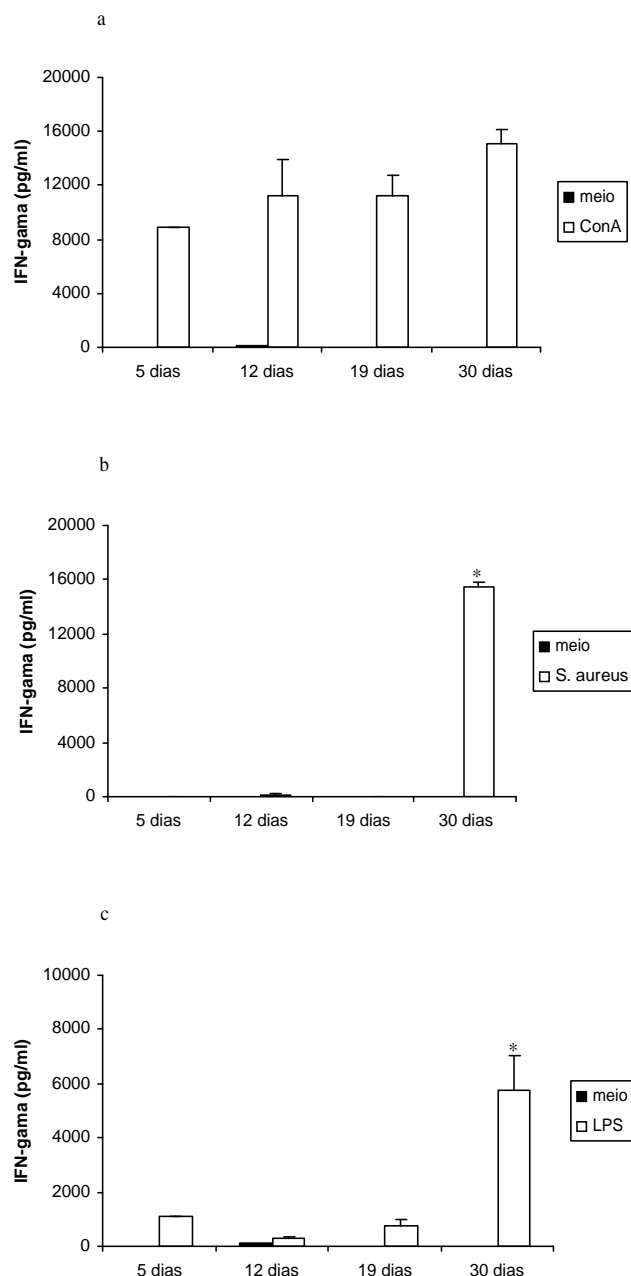 a
20000
16000
12000
8000
4000
0
IFN-gama (pg/ml)
5 dias 12 dias 19 dias 30 dias
meio
ConA
b
20000
16000
12000
8000
4000
0
IFN-gama (pg/ml)
*
5 dias 12 dias 19 dias 30 dias
meio
S. aureus
c
10000
8000
6000
4000
2000
0
IFN-gama (pg/ml)
*
5 dias 12 dias 19 dias 30 dias
meio
LPS